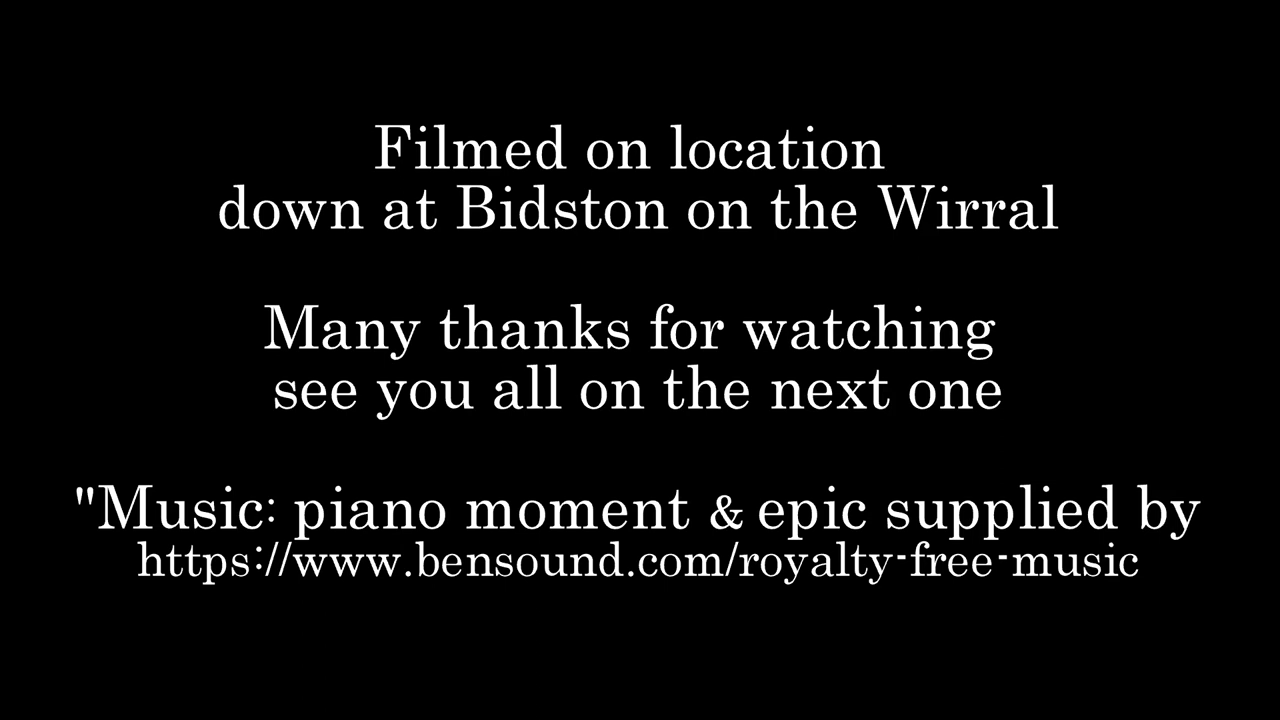 Filmed on location
down at Bidston on the Wirral
Many thanks for watching
see you all on the next one
"Music: piano moment & epic supplied by
https://www.bensound.com/royalty-free-music